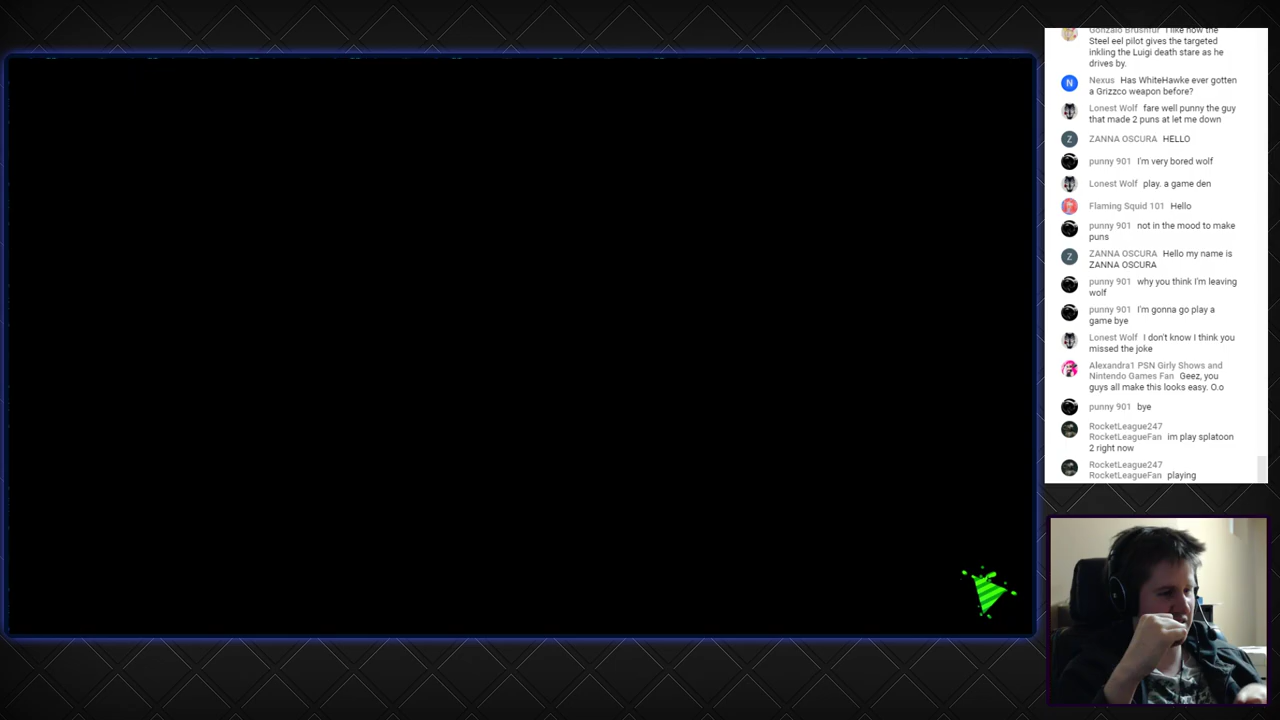 Gonzalo Brushfur I like how the
Steel eel pilot gives the targeted
inkling the Luigi death stare as he
drives by.
N
Nexus Has WhiteHawke ever gotten
a Grizzco weapon before?
Lonest Wolf fare well punny the guy
that made 2 puns at let me down
Z
ZANNA OSCURA HELLO
punny 901 I'm very bored wolf
Lonest Wolf play. a game den
Flaming Squid 101 Hello
punny 901 not in the mood to make
puns
Z
ZANNA OSCURA Hello my name is
ZANNA OSCURA
punny 901 why you think I'm leaving
wolf
punny 901 I'm gonna go play a
game bye
Lonest Wolf I don't know I think you
missed the joke
Alexandra1 PSN Girly Shows and
Nintendo Games Fan Geez, you
guys all make this looks easy. O.o
punny 901 bye
RocketLeague247
RocketLeagueFan im play splatoon
2 right now
RocketLeague247
RocketLeagueFan playing